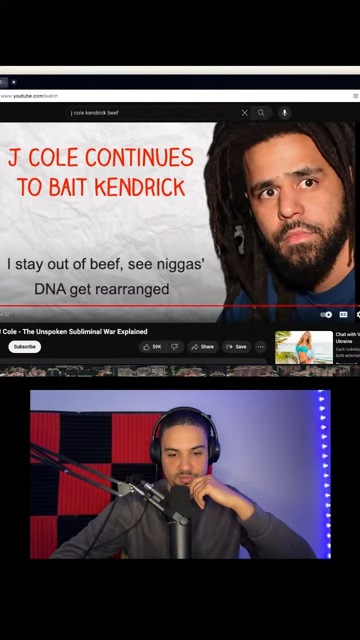 www.youtube.com/watch
j cole kendrick beef
J COLE CONTINUES
TO BAIT KENDRICK
I stay out of beef, see niggas'
DNA get rearranged
J Cole - The Unspoken Subliminal War Explained
Subscribe
59K
Share
Save
Chat with
Ukraine